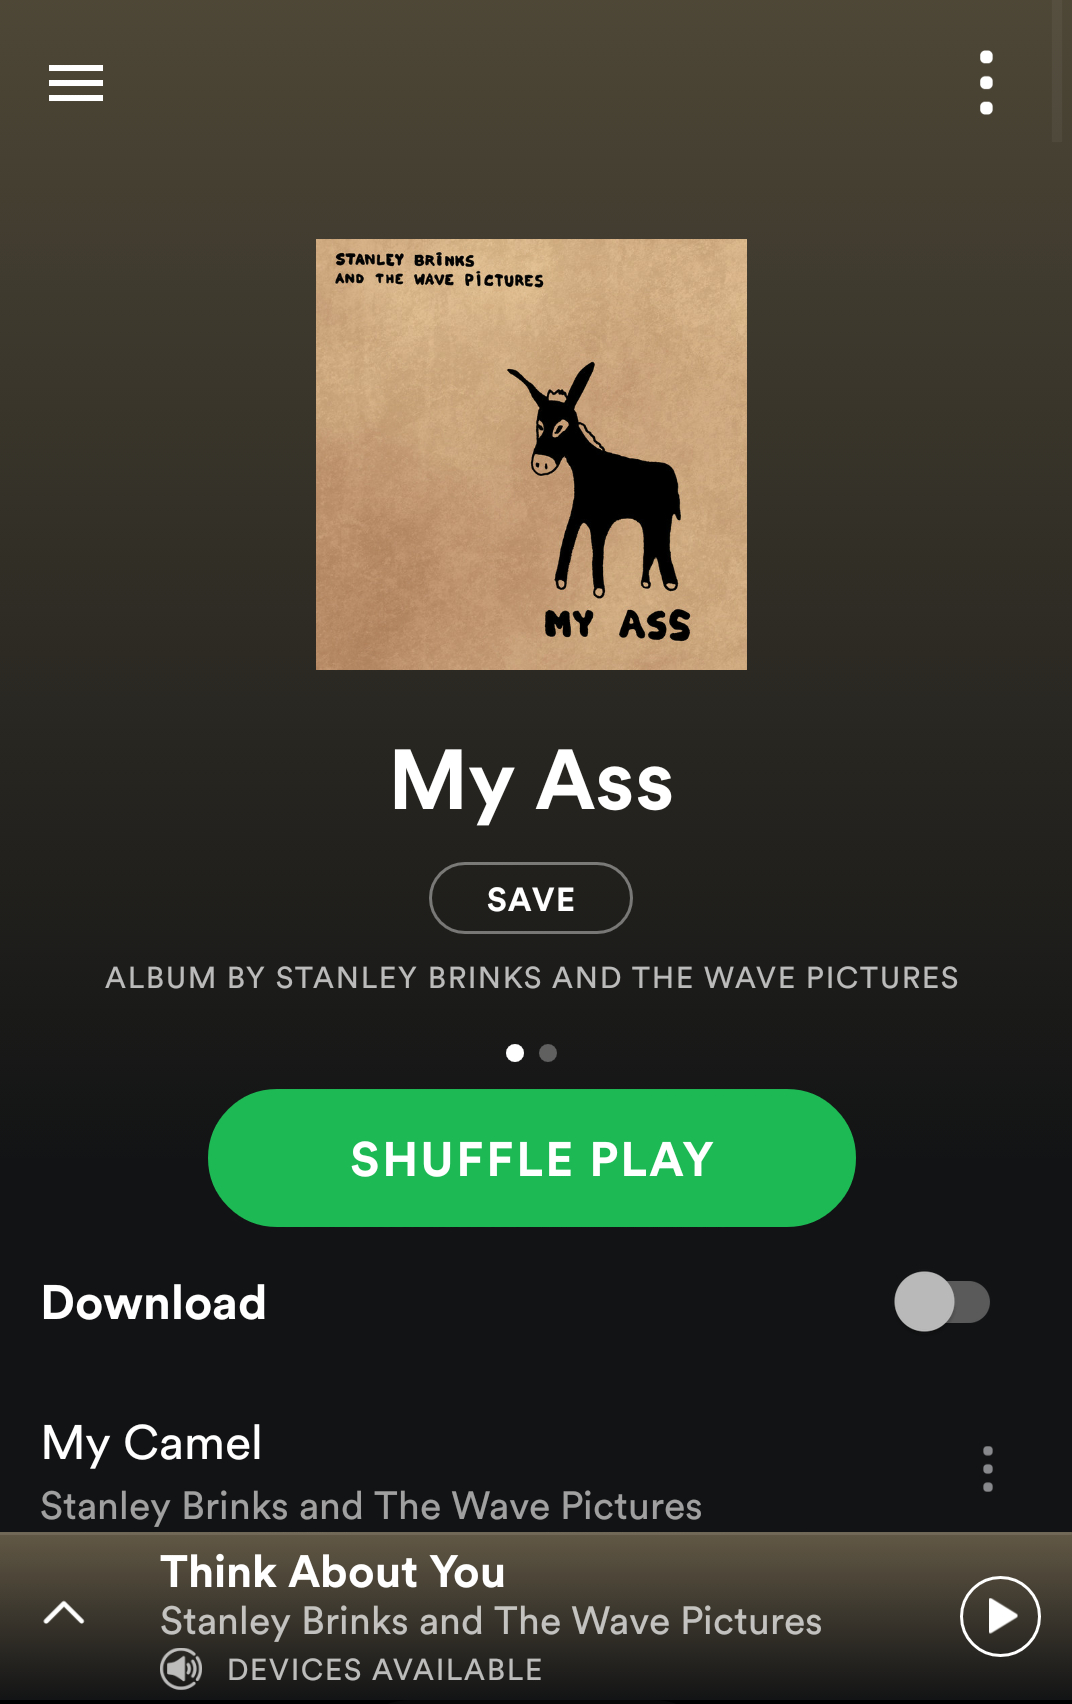 STANLEY BRINKS
AND THE WAVE PICTURES
MY ASS
My Ass
SAVE
ALBUM BY STANLEY BRINKS AND THE WAVE PICTURES
SHUFFLE PLAY
Download
My Camel
Stanley Brinks and The Wave Pictures
Think About You
Stanley Brinks and The Wave Pictures
DEVICES AVAILABLE